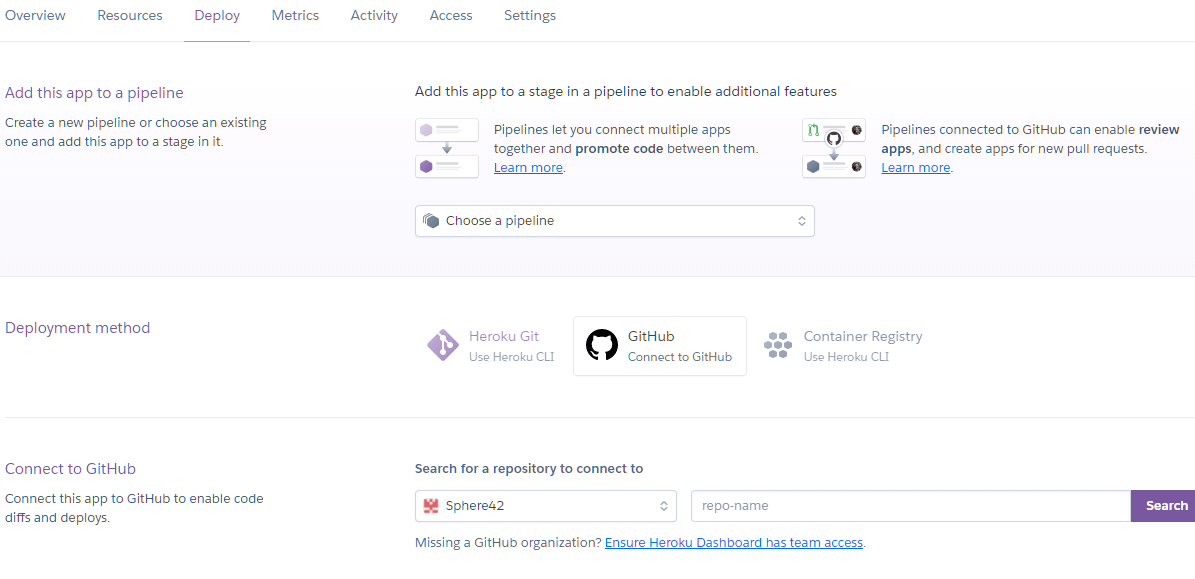 Overview Resources Deploy Metrics Activity Access Settings
Add this app to a pipeline
Create a new pipeline or choose an existing
one and add this app to a stage in it.
Add this app to a stage in a pipeline to enable additional features
Pipelines let you connect multiple apps
together and promote code between them.
Learn more.
Pipelines connected to GitHub can enable review
apps, and create apps for new pull requests.
Learn more.
Choose a pipeline
Deployment method
Heroku Git
Use Heroku CLI
GitHub
Connect to GitHub
Container Registry
Use Heroku CLI
Connect to GitHub
Connect this app to GitHub to enable code
diffs and deploys.
Search for a repository to connect to
Sphere42
repo-name
Search
Missing a GitHub organization? Ensure Heroku Dashboard has team access.